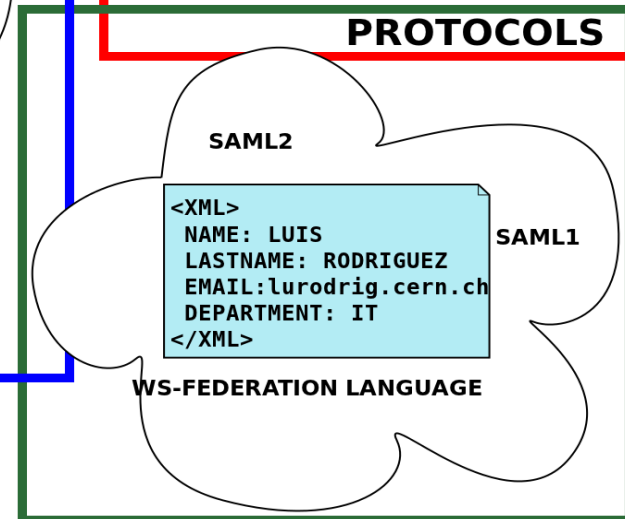 PROTOCOLS
SAML2
<XML>
NAME: LUIS
LASTNAME: RODRIGUEZ
EMAIL:lurodrig.cern.ch
DEPARTMENT: IT
</XML>
SAML1
WS-FEDERATION LANGUAGE